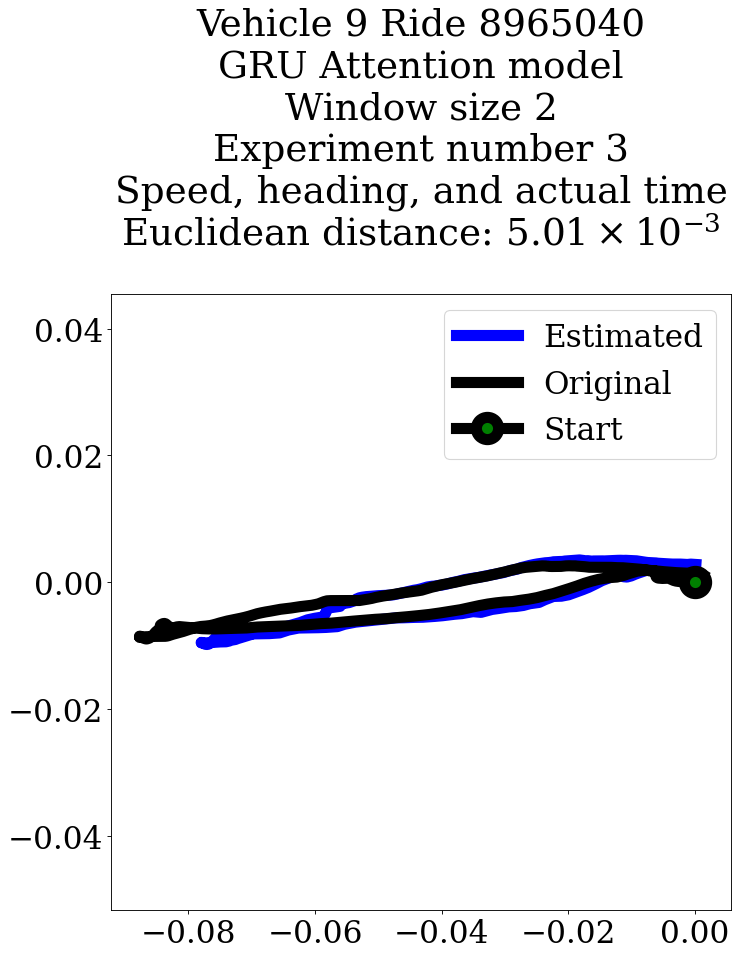 Vehicle 9 Ride 8965040
GRU Attention model
Window size 2
Experiment number 3
Speed, heading, and actual time
Euclidean distance: 5.01 × 10⁻³
Estimated
Original
Start
0.04
0.02
0.00
−0.02
−0.04
−0.08 −0.06 −0.04 −0.02 0.00